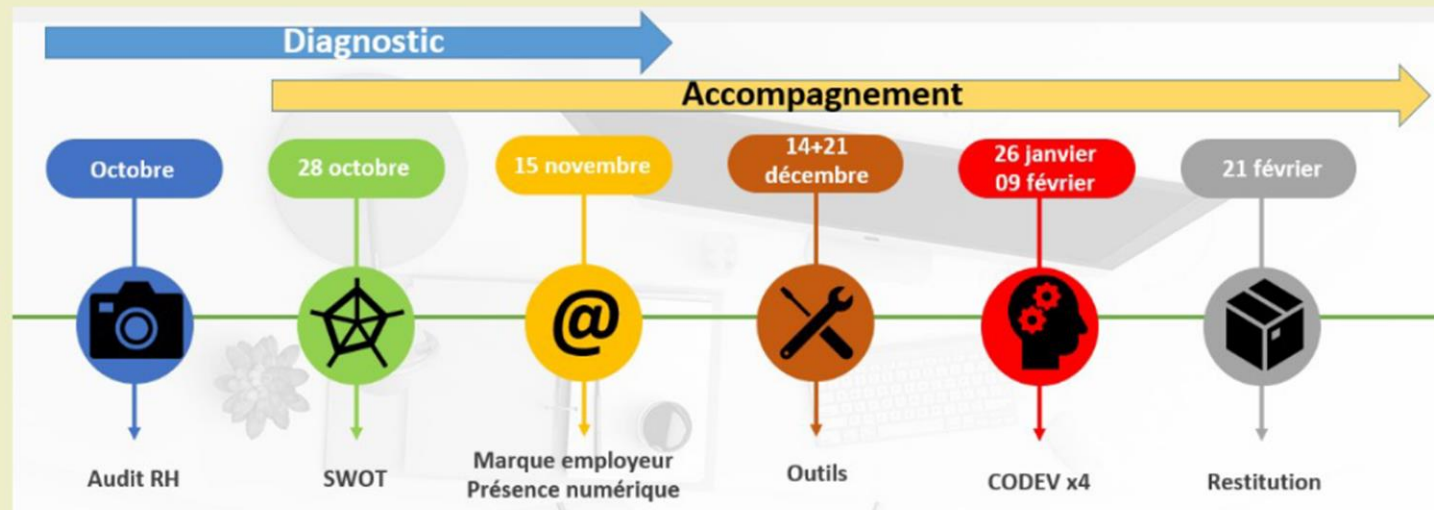 Diagnostic
Accompagnement
Octobre
28 octobre
15 novembre
14+21
décembre
26 janvier
09 février
21 février
@
Audit RH
SWOT
Marque employeur
Présence numérique
Outils
CODEV x4
Restitution